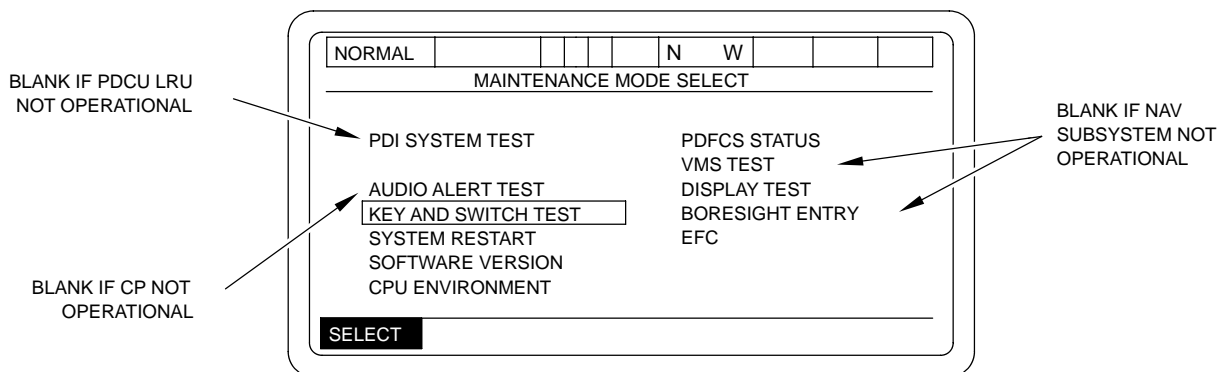 NORMAL N W
MAINTENANCE MODE SELECT
BLANK IF PDCU LRU
NOT OPERATIONAL
PDI SYSTEM TEST
AUDIO ALERT TEST
KEY AND SWITCH TEST
SYSTEM RESTART
SOFTWARE VERSION
CPU ENVIRONMENT
PDFCS STATUS
VMS TEST
DISPLAY TEST
BORESIGHT ENTRY
EFC
BLANK IF NAV
SUBSYSTEM NOT
OPERATIONAL
BLANK IF CP NOT
OPERATIONAL
SELECT